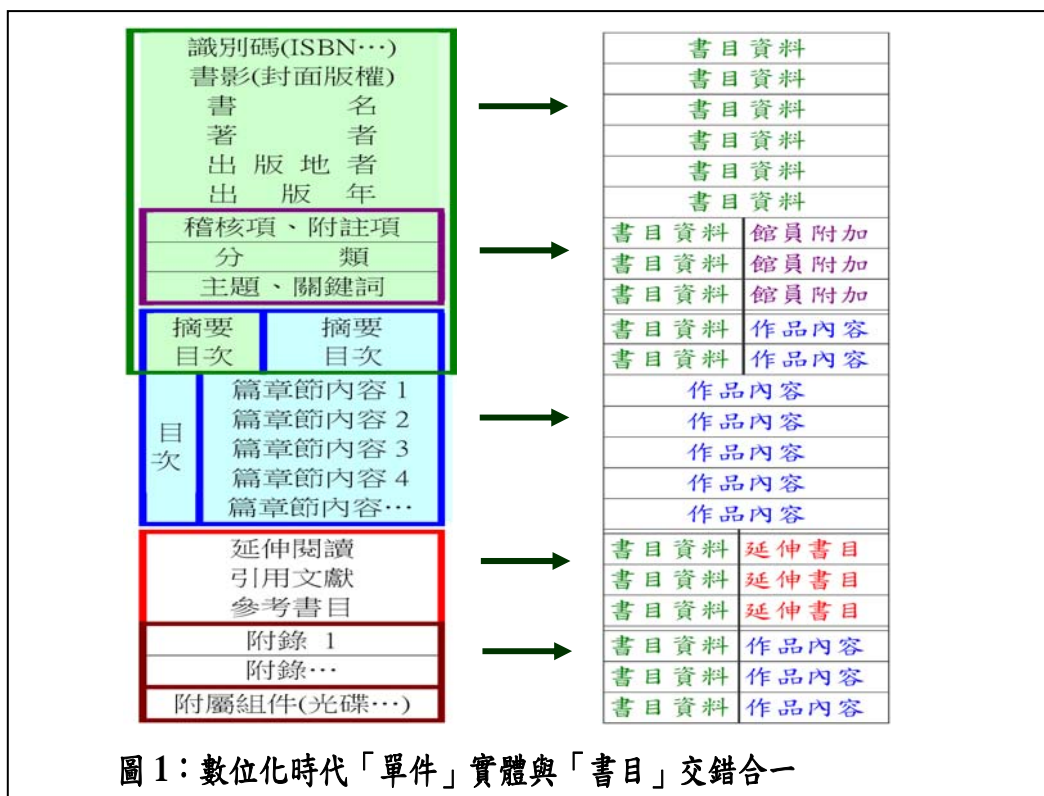 識別碼(ISBN…)
書影(封面版權)
書 名
著 者
出 版 地 者
出 版 年
稽核項、附註項
分 類
主題、關鍵詞
摘要 摘要
目次 目次
目次
篇章節內容 1
篇章節內容 2
篇章節內容 3
篇章節內容 4
篇章節內容…
延伸閱讀
引用文獻
參考書目
附錄 1
附錄…
附屬組件(光碟…)
書目資料
書目資料
書目資料
書目資料
書目資料
書目資料
書目資料 館員附加
書目資料 館員附加
書目資料 館員附加
書目資料 作品內容
書目資料 作品內容
作品內容
作品內容
作品內容
作品內容
作品內容
書目資料 延伸書目
書目資料 延伸書目
書目資料 延伸書目
書目資料 作品內容
書目資料 作品內容
書目資料 作品內容
圖 1：數位化時代「單件」實體與「書目」交錯合一